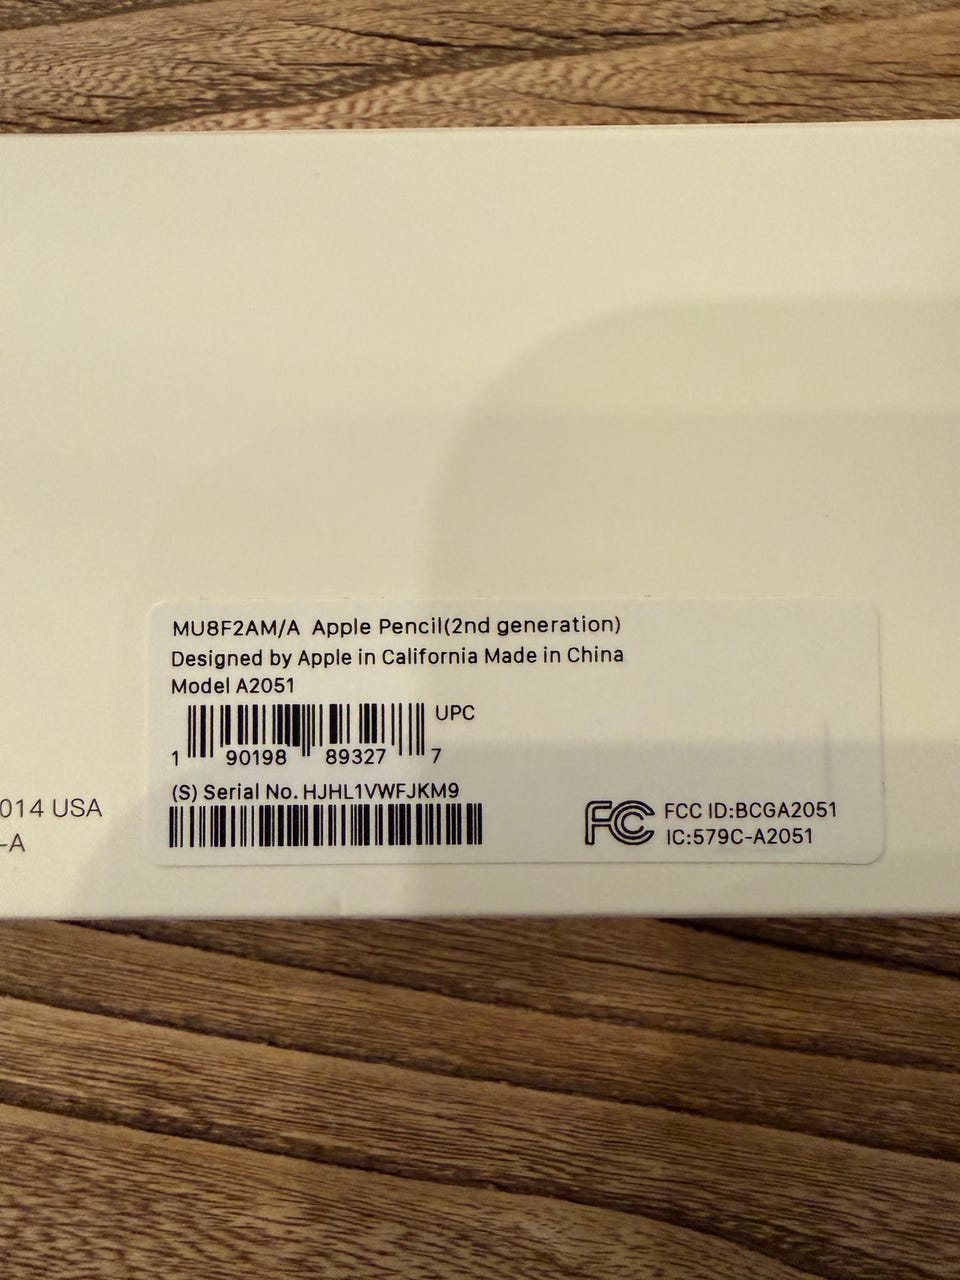 MU8F2AM/A Apple Pencil(2nd generation)
Designed by Apple in California Made in China
Model A2051
UPC
1 90198 89327 7
(S) Serial No. HJHL1VWFJKM9
014 USA
-A
FC
FCC ID:BCGA2051
IC:579C-A2051